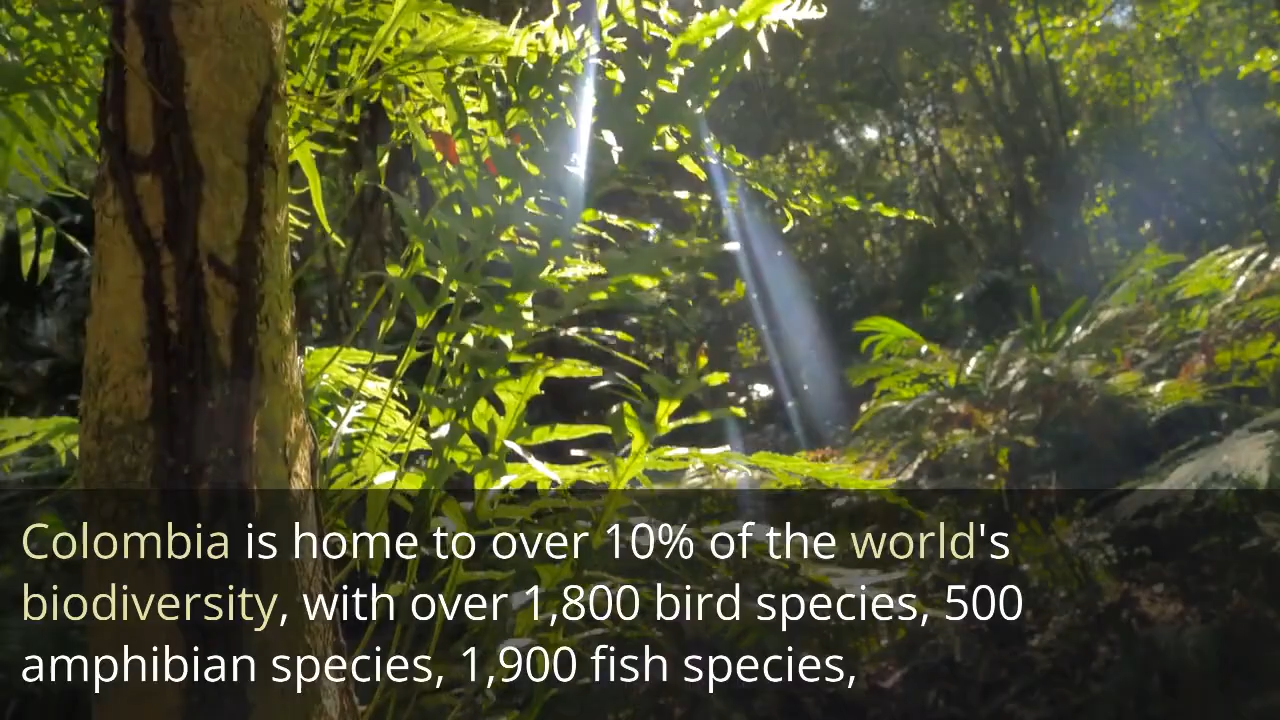 Colombia is home to over 10% of the world's
biodiversity, with over 1,800 bird species, 500
amphibian species, 1,900 fish species,